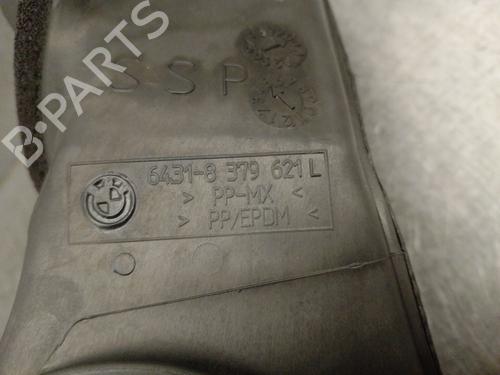 SSP
6431-8 379 621 L
> PP-MX <
> PP/EPDM <
B-PARTS